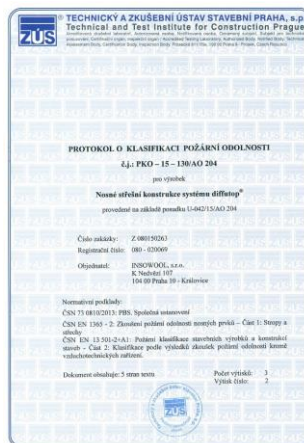 TECHNICKÝ A ZKUŠEBNÍ ÚSTAV STAVEBNÍ PRAHA, s.p.
Technical and Test Institute for Construction Prague
ZÚS
PROTOKOL O KLASIFIKACI POŽÁRNÍ ODOLNOSTI
č.j.: PKO – 15 – 130/AO 204
pro výrobek
Nosné střešní konstrukce systému diffutop®
provedené na základě posudku U-042/15/AO 204
Číslo zakázky: Z 080150263
Registrační číslo: 080 - 020069
Objednatel: INSOWOOL, s.r.o.
K Nedvězí 107
104 00 Praha 10 - Královice
Normativní podklady:
ČSN 73 0810/2013: PBS. Společná ustanovení
ČSN EN 1365 - 2: Zkoušení požární odolnosti nosných prvků – Část 1: Stropy a
střechy
ČSN EN 13 501-2+A1: Požární klasifikace stavebních výrobků a konstrukcí
staveb - Část 2: Klasifikace podle výsledků zkoušek požární odolnosti kromě
vzduchotechnických zařízení.
Dokument obsahuje: 5 stran textu
Počet výtisků: 3
Výtisk číslo: 2
ZÚS